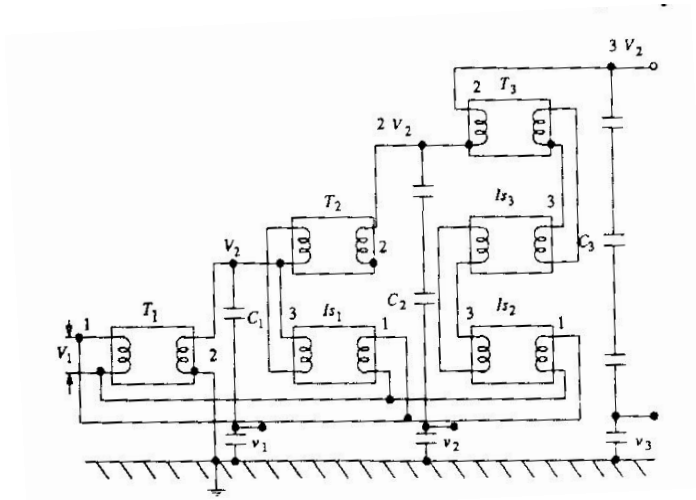 3 V₂
2 T₃
2 V₂
Is₃ 3
T₂
V₂ 2
C₃
C₂
C₁ 3 Is₁ 1
3 Is₂ 1
T₁
1
V₁ 2
v₁ v₂ v₃